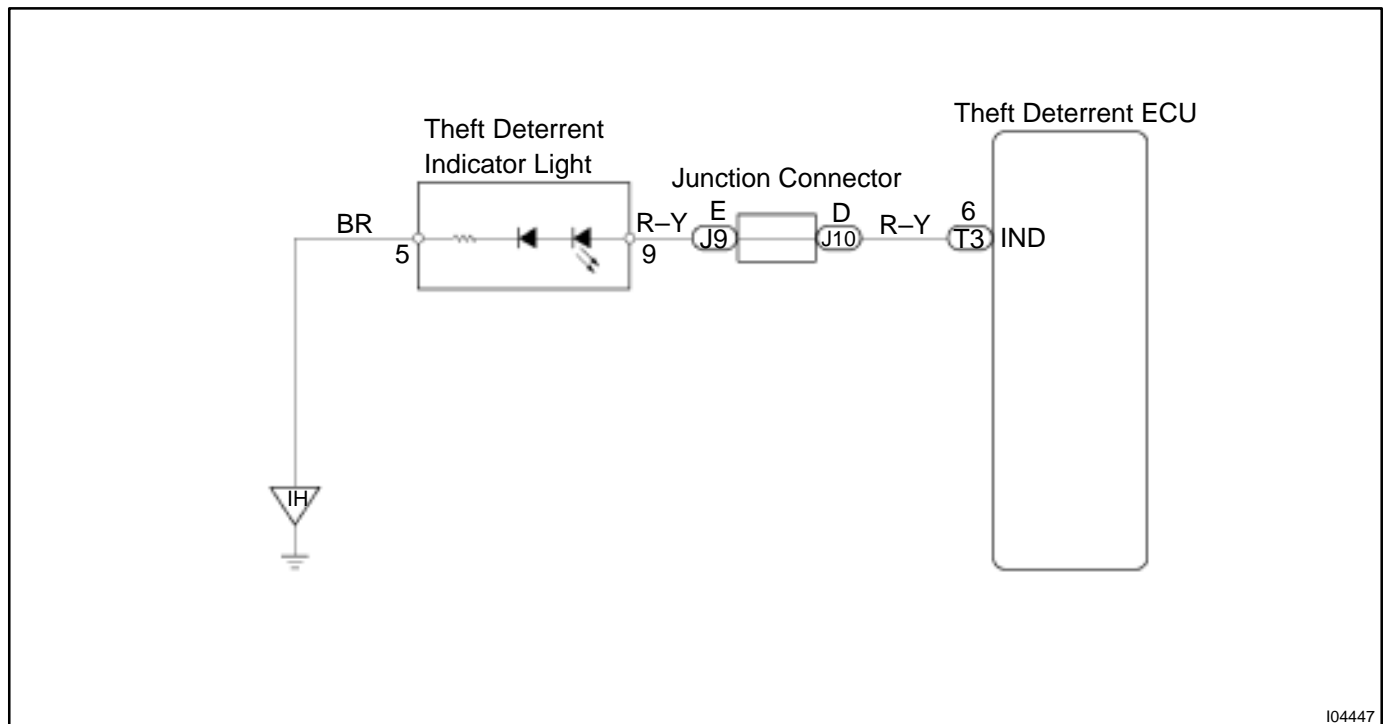 Theft Deterrent ECU
Theft Deterrent
Indicator Light
Junction Connector
BR
5
R–Y
9
E
J9
D
J10
R–Y
6
T3
IND
IH
I04447